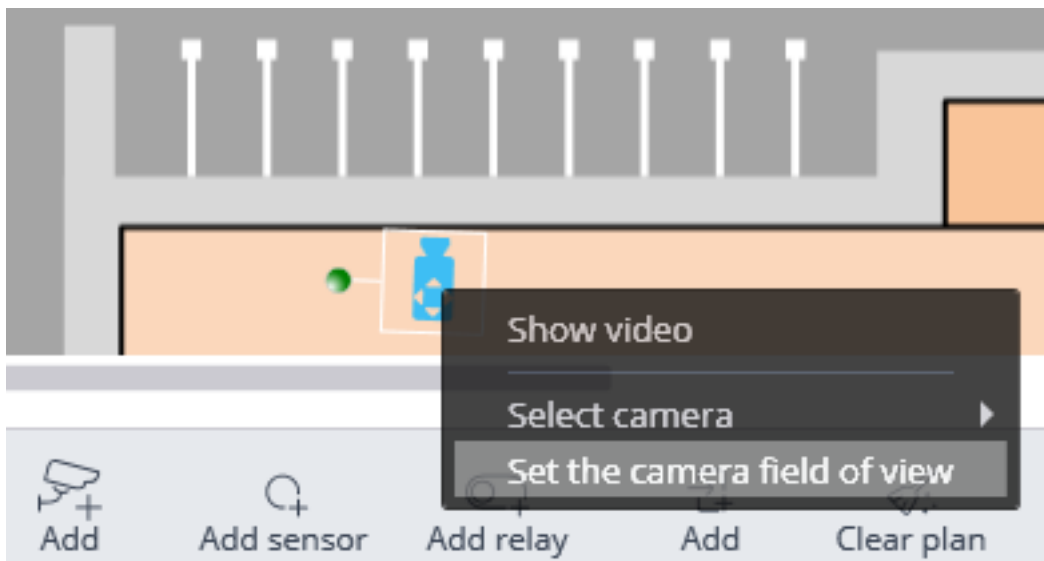 Show video
Select camera
Set the camera field of view
Add
Add sensor
Add relay
Add
Clear plan